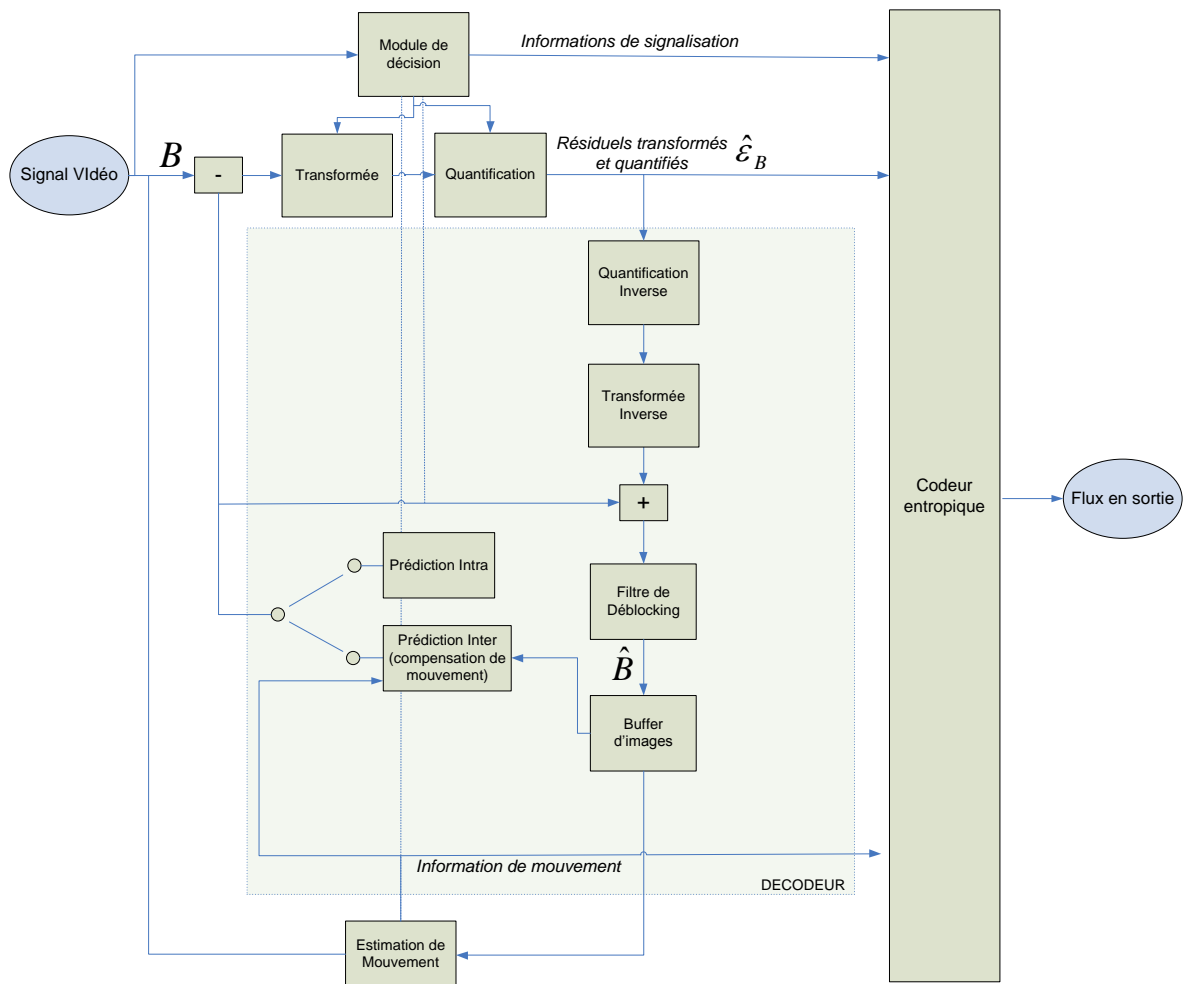 Module de
décision
Informations de signalisation
Signal VIdéo
B
-
Transformée
Quantification
Résiduels transformés
et quantifiés
ε̂_B
Quantification
Inverse
Transformée
Inverse
+
Codeur
entropique
Flux en sortie
Prédiction Intra
Filtre de
Déblocking
Prédiction Inter
(compensation de
mouvement)
B̂
Buffer
d'images
Information de mouvement
DECODEUR
Estimation de
Mouvement